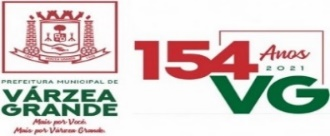 PREFEITURA MUNICIPAL DE
VÁRZEA
GRANDE
Mais por Você.
Mais por Várzea Grande.
154 Anos
2021
VG